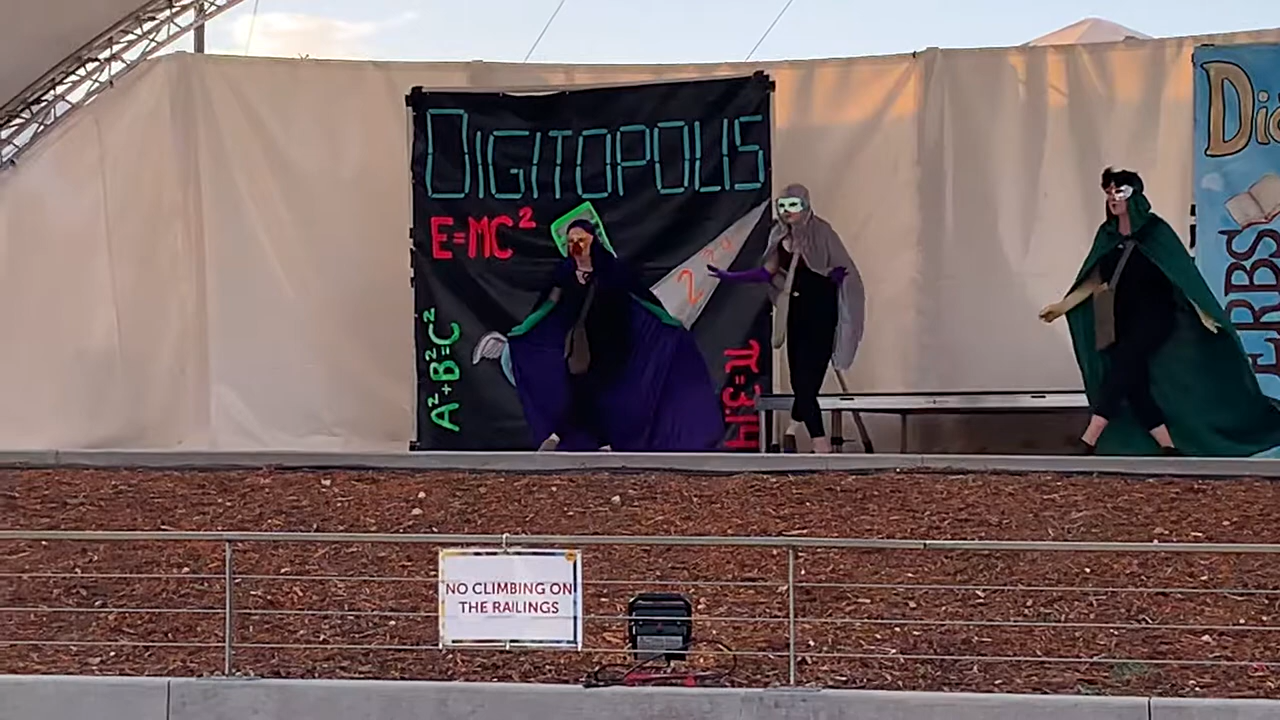 DIGITOPOLIS
E=MC²
A²+B²=C²
π=3.14
NO CLIMBING ON
THE RAILINGS